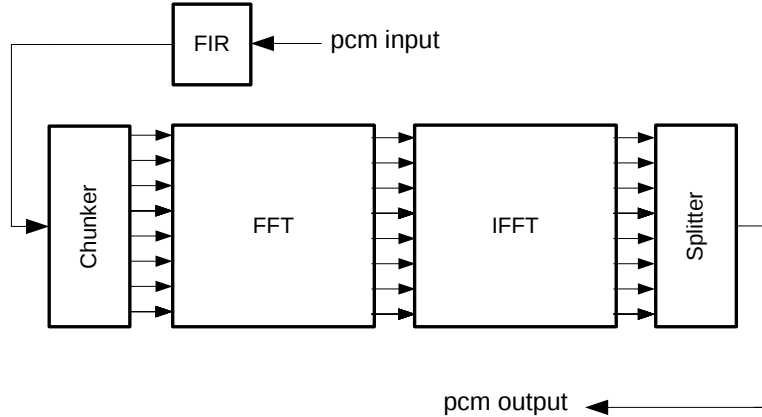 FIR
pcm input
Chunker
FFT
IFFT
Splitter
pcm output